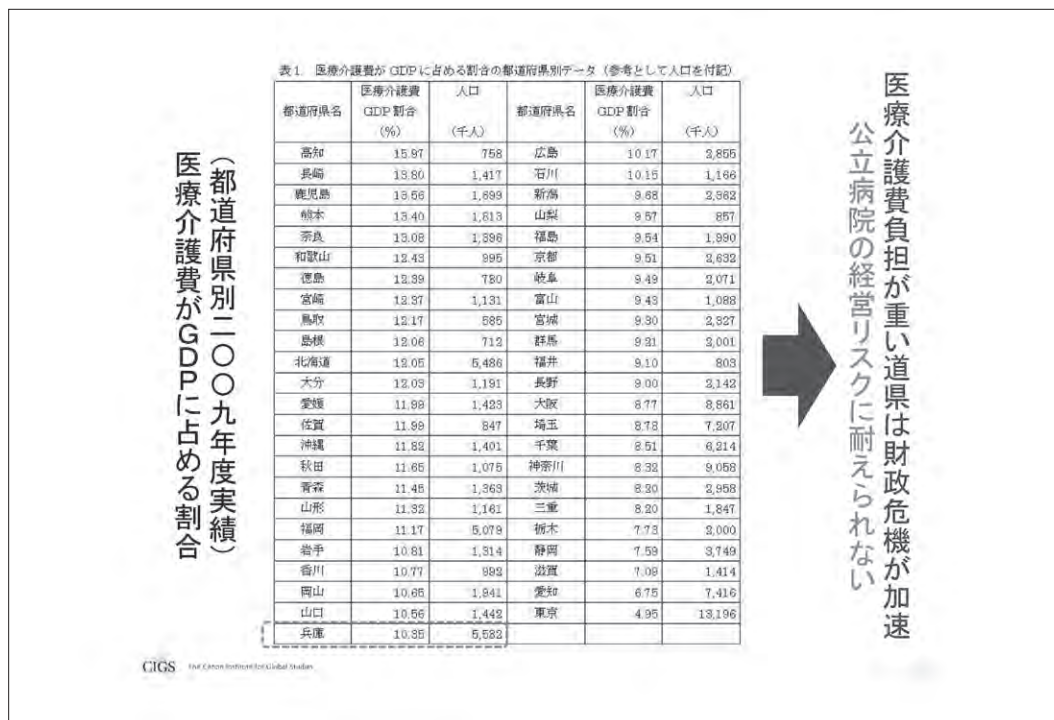 （都道府県別二〇〇九年度実績）
医療介護費がGDPに占める割合
表1　医療介護費が GDP に占める割合の都道府県別データ（参考として人口を付記）
都道府県名 医療介護費 GDP 割合 （%） 人口 （千人） 都道府県名 医療介護費 GDP 割合 （%） 人口 （千人）
高知 15.97 758 広島 10.17 2,855
長崎 13.80 1,417 石川 10.15 1,166
鹿児島 13.56 1,699 新潟 9.68 2,362
熊本 13.40 1,813 山梨 9.57 857
奈良 13.08 1,396 福島 9.54 1,990
和歌山 12.43 995 京都 9.51 2,632
徳島 12.39 780 岐阜 9.49 2,071
宮崎 12.37 1,131 富山 9.43 1,088
鳥取 12.17 585 宮城 9.30 2,327
島根 12.06 712 群馬 9.21 2,001
北海道 12.05 5,486 福井 9.10 803
大分 12.03 1,191 長野 9.00 2,142
愛媛 11.99 1,423 大阪 8.77 8,861
佐賀 11.99 847 埼玉 8.73 7,207
沖縄 11.82 1,401 千葉 8.51 6,214
秋田 11.65 1,075 神奈川 8.32 9,058
青森 11.45 1,363 茨城 8.20 2,958
山形 11.32 1,161 三重 8.20 1,847
福岡 11.17 5,079 栃木 7.73 2,000
岩手 10.81 1,314 静岡 7.59 3,749
香川 10.77 992 滋賀 7.09 1,414
岡山 10.65 1,941 愛知 6.75 7,416
山口 10.56 1,442 東京 4.95 13,196
兵庫 10.35 5,582
医療介護費負担が重い道県は財政危機が加速
公立病院の経営リスクに耐えられない
CIGS The Canon Institute for Global Studies